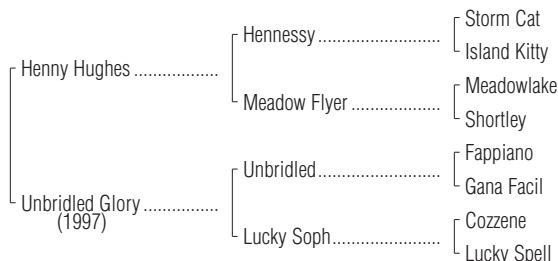 Storm Cat
Hennessy
Island Kitty
Henny Hughes
Meadowlake
Meadow Flyer
Shortley
Fappiano
Unbridled
Gana Facil
Unbridled Glory
(1997)
Cozzene
Lucky Soph
Lucky Spell